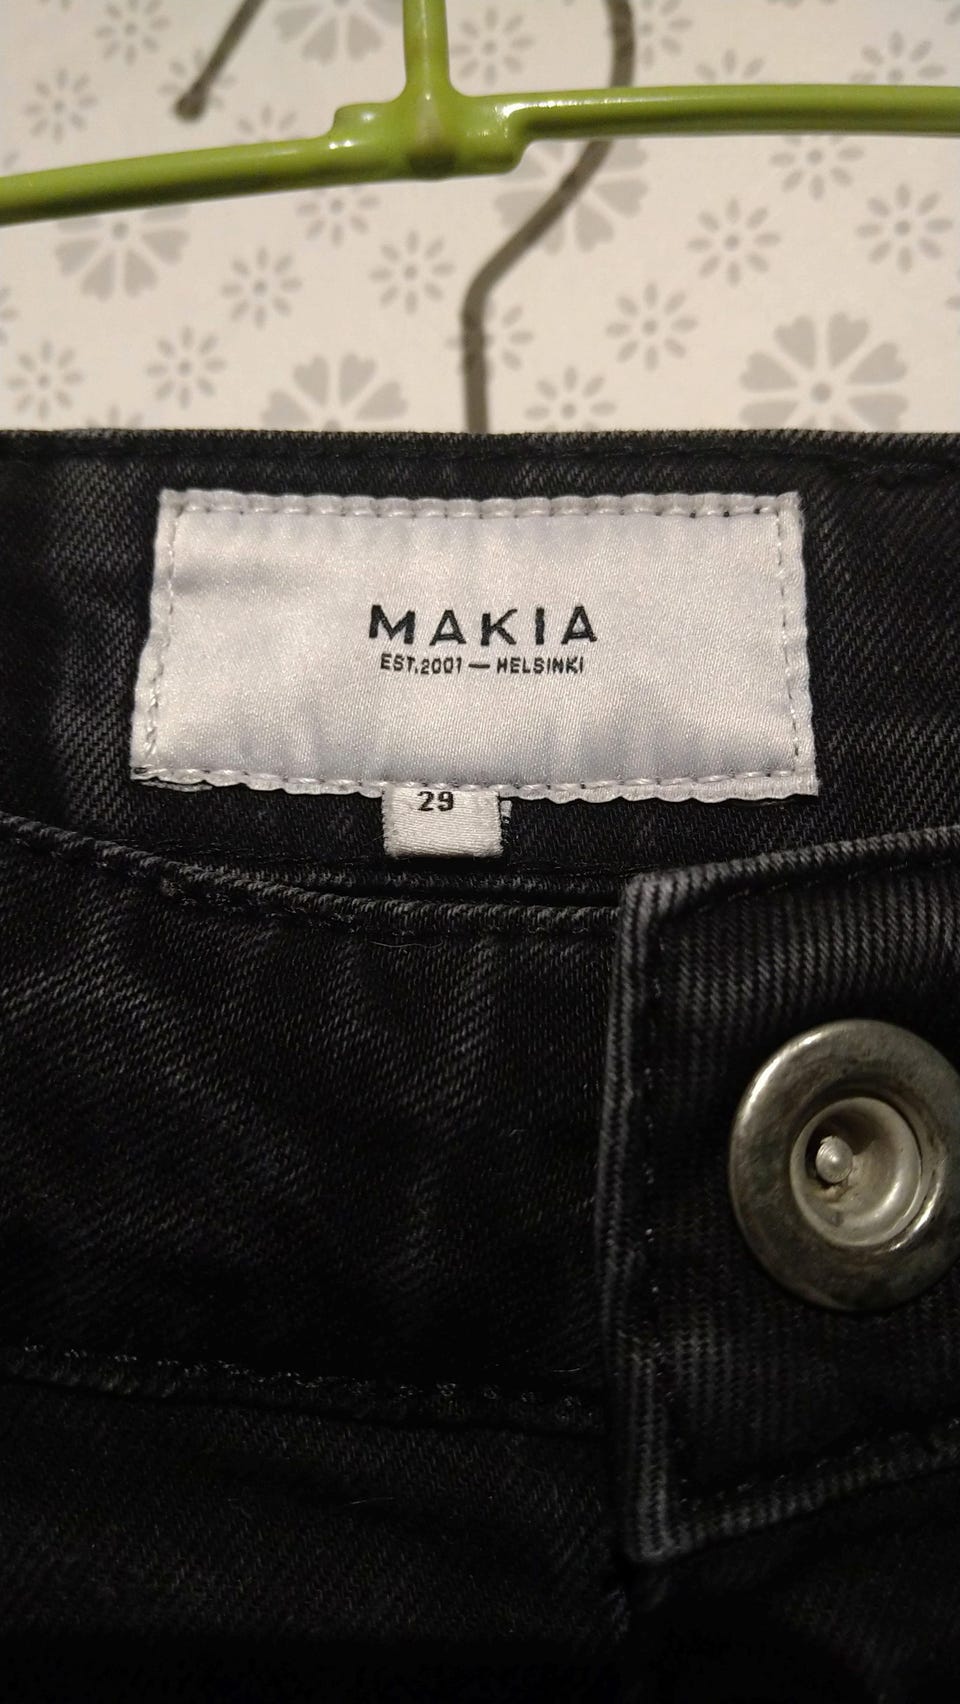 MAKIA
EST.2001 — HELSINKI
29